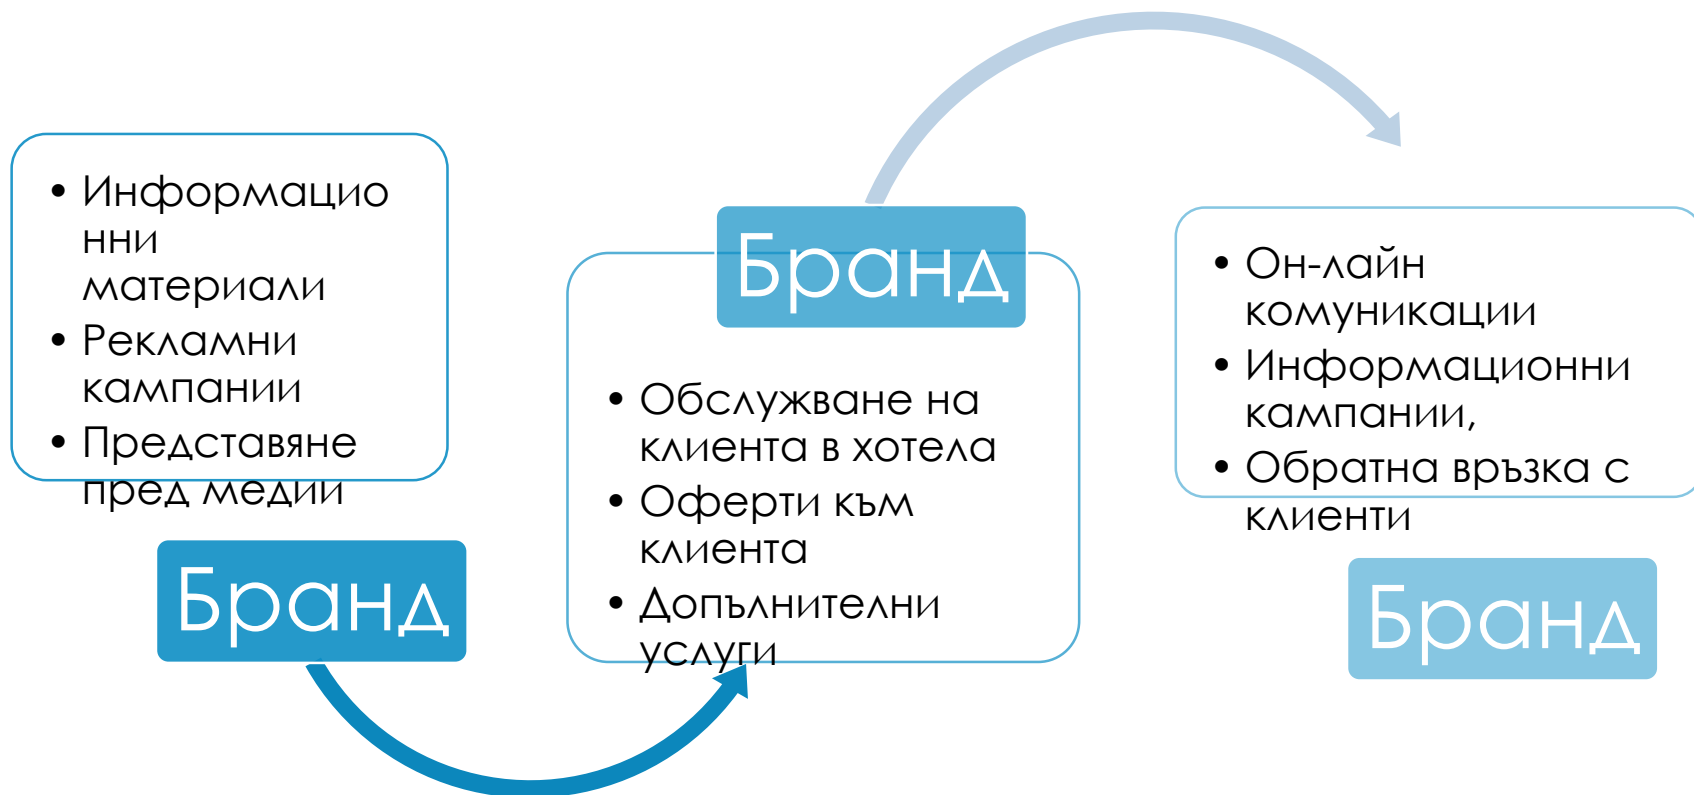 • Информацио
нни
материали
• Рекламни
кампании
• Представяне
пред медии
Бранд
Бранд
• Обслужване на
клиента в хотела
• Оферти към
клиента
• Допълнителни
услуги
• Он-лайн
комуникации
• Информационни
кампании,
• Обратна връзка с
клиенти
Бранд